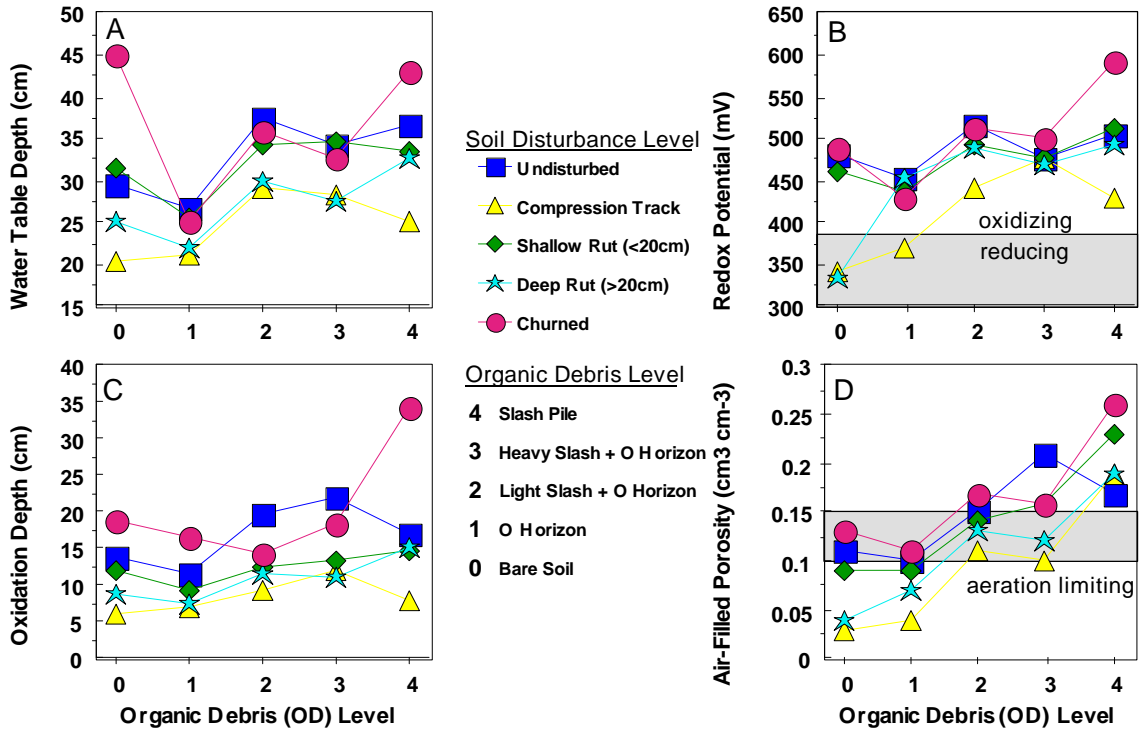 A
50
45
40
35
30
25
20
15
0 1 2 3 4
Water Table Depth (cm)
Soil Disturbance Level
Undisturbed
Compression Track
Shallow Rut (<20cm)
Deep Rut (>20cm)
Churned
B
650
600
550
500
450
400
350
300
0 1 2 3 4
Redox Potential (mV)
oxidizing
reducing
C
40
35
30
25
20
15
10
5
0
0 1 2 3 4
Oxidation Depth (cm)
Organic Debris (OD) Level
Organic Debris Level
4 Slash Pile
3 Heavy Slash + O Horizon
2 Light Slash + O Horizon
1 O Horizon
0 Bare Soil
D
0.3
0.25
0.2
0.15
0.1
0.05
0
0 1 2 3 4
Air-Filled Porosity (cm3 cm-3)
aeration limiting
Organic Debris (OD) Level